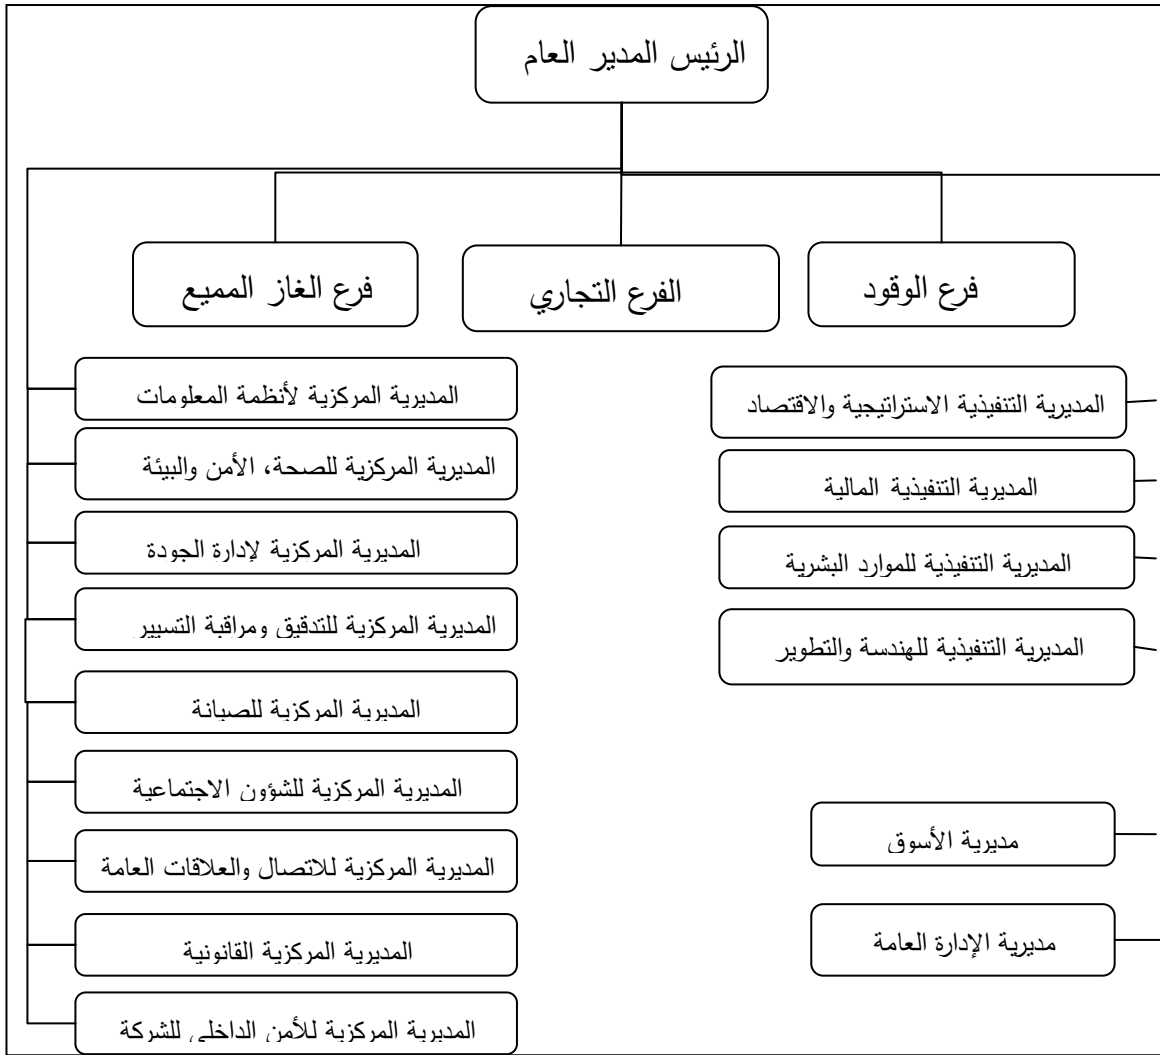 الرئيس المدير العام
فرع الوقود
الفرع التجاري
فرع الغاز المميع
المديرية التنفيذية الاستراتيجية والاقتصاد
المديرية التنفيذية المالية
المديرية التنفيذية للموارد البشرية
المديرية التنفيذية للهندسة والتطوير
مديرية الأسوق
مديرية الإدارة العامة
المديرية المركزية لأنظمة المعلومات
المديرية المركزية للصحة، الأمن والبيئة
المديرية المركزية لإدارة الجودة
المديرية المركزية للتدقيق ومراقبة التسيير
المديرية المركزية للصيانة
المديرية المركزية للشؤون الاجتماعية
المديرية المركزية للاتصال والعلاقات العامة
المديرية المركزية القانونية
المديرية المركزية للأمن الداخلي للشركة